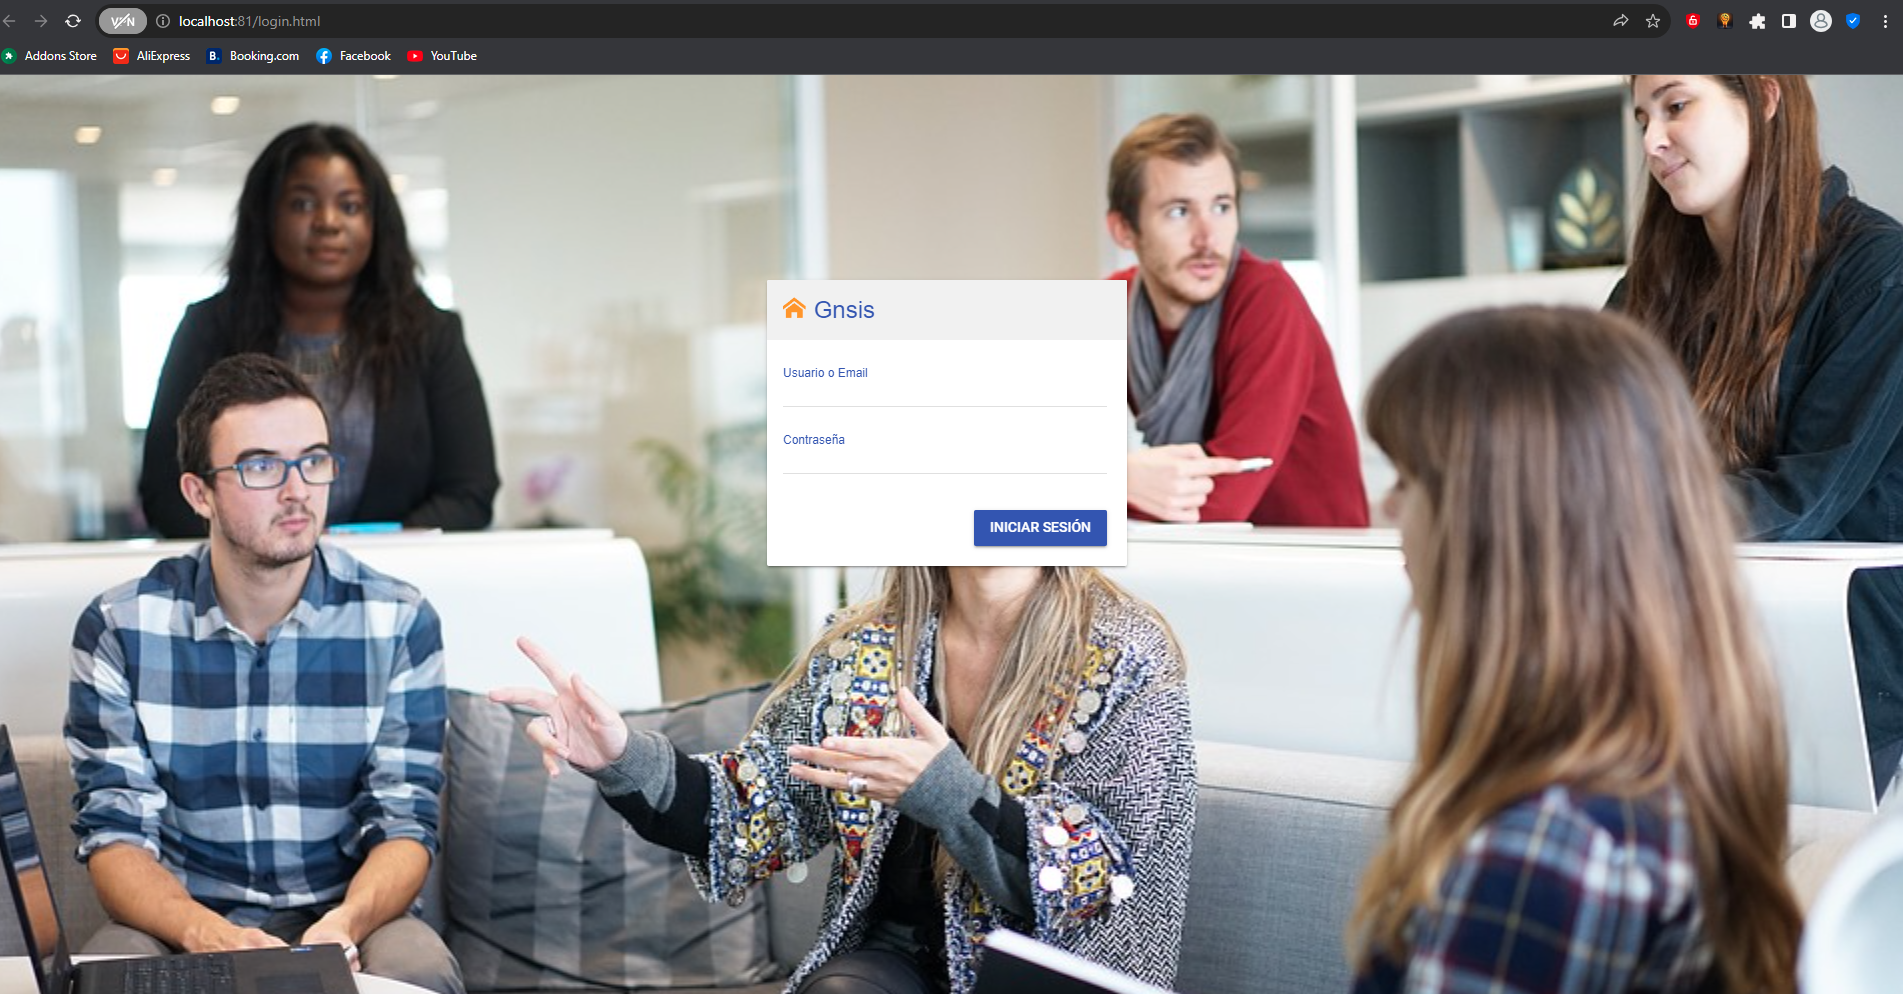 VPN
localhost:81/login.html
Addons Store
AliExpress
B. Booking.com
Facebook
YouTube
Gnsis
Usuario o Email
Contraseña
INICIAR SESIÓN